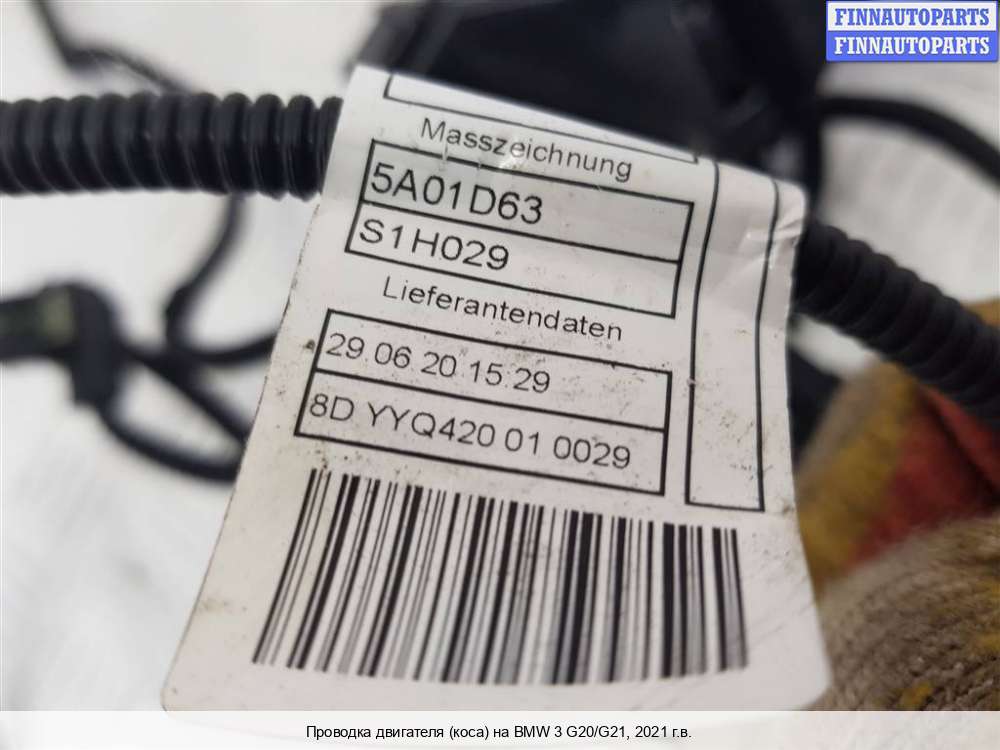 FINNAUTOPARTS
FINNAUTOPARTS
Masszeichnung
5A01D63
S1H029
Lieferantendaten
29.06.20 15:29
8D YYQ420 01 0029
Проводка двигателя (коса) на BMW 3 G20/G21, 2021 г.в.